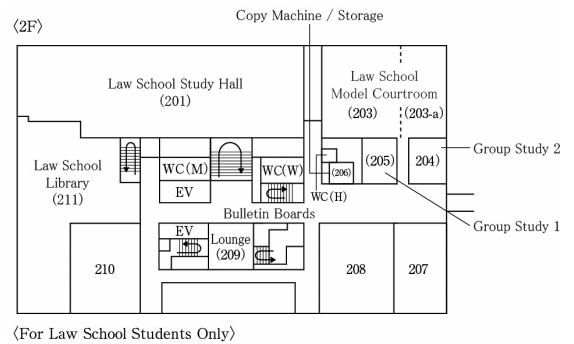 〈2F〉
Copy Machine / Storage
Law School Study Hall
(201)
Law School
Model Courtroom
(203)
(203-a)
Law School
Library
(211)
WC(M)
EV
WC(W)
(206)
(205)
204
Group Study 2
WC(H)
Bulletin Boards
Group Study 1
EV
Lounge
(209)
210
208
207
〈For Law School Students Only〉